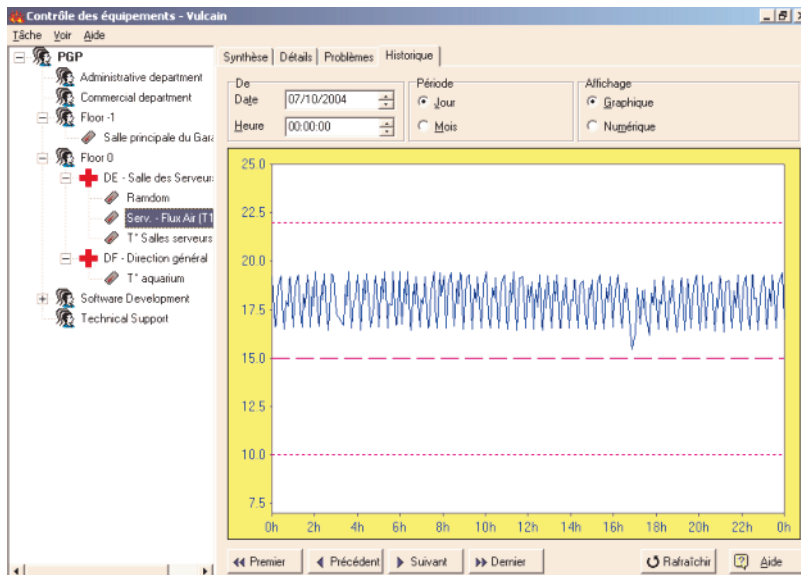 Contrôle des équipements - Vulcain
Tâche Voir Aide
PGP
Administrative department
Commercial department
Floor -1
Salle principale du Gara
Floor 0
DE - Salle des Serveurs
Ramdom
Serv. - Flux Air (T1
T° Salles serveurs
DF - Direction général
T° aquarium
Software Development
Technical Support
Synthèse Détails Problèmes Historique
De
Date 07/10/2004
Heure 00:00:00
Période
Jour
Mois
Affichage
Graphique
Numérique
25.0
22.5
20.0
17.5
15.0
12.5
10.0
7.5
0h 2h 4h 6h 8h 10h 12h 14h 16h 18h 20h 22h 0h
Premier Précédent Suivant Dernier Rafraîchir Aide